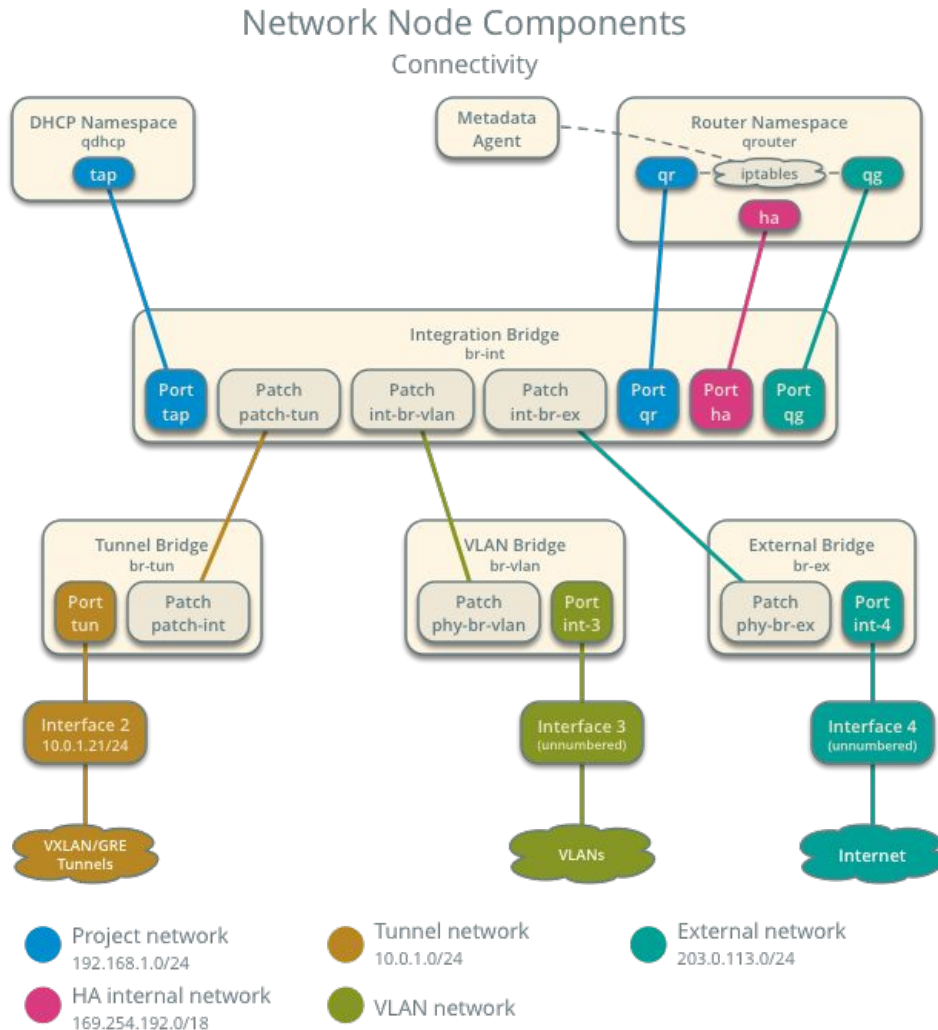 Network Node Components
Connectivity
DHCP Namespace
qdhcp
tap
Metadata
Agent
Router Namespace
qrouter
qr
iptables
qg
ha
Integration Bridge
br-int
Port
tap
Patch
patch-tun
Patch
int-br-vlan
Patch
int-br-ex
Port
qr
Port
ha
Port
qg
Tunnel Bridge
br-tun
Port
tun
Patch
patch-int
VLAN Bridge
br-vlan
Patch
phy-br-vlan
Port
int-3
External Bridge
br-ex
Patch
phy-br-ex
Port
int-4
Interface 2
10.0.1.21/24
Interface 3
(unnumbered)
Interface 4
(unnumbered)
VXLAN/GRE
Tunnels
VLANs
Internet
Project network
192.168.1.0/24
Tunnel network
10.0.1.0/24
External network
203.0.113.0/24
HA internal network
169.254.192.0/18
VLAN network